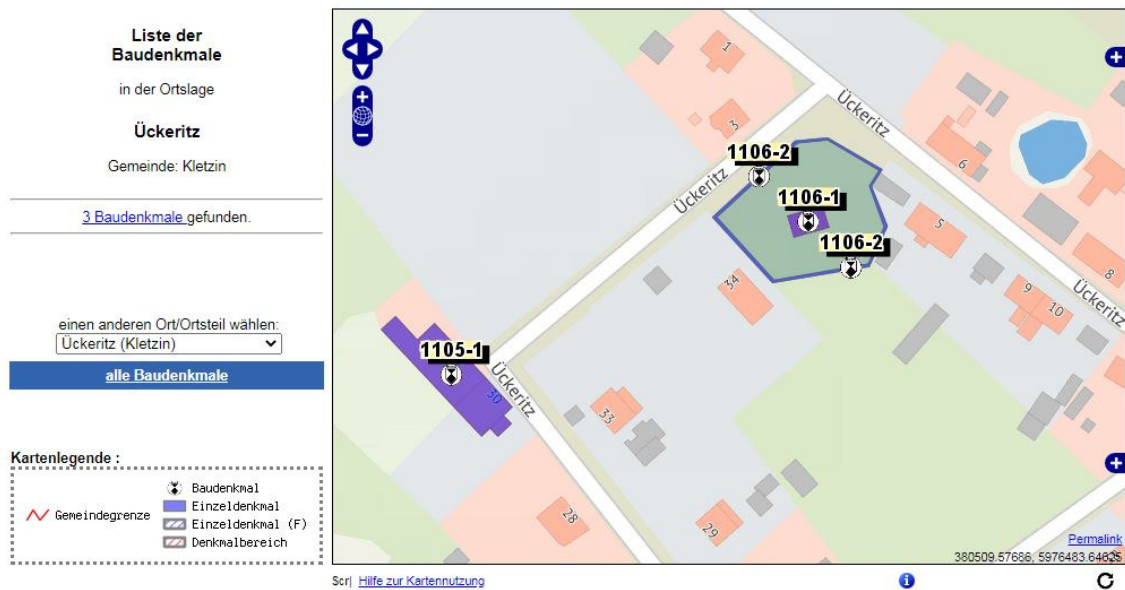 Liste der
Baudenkmale
in der Ortslage
Ückeritz
Gemeinde: Kletzin
3 Baudenkmale gefunden.
einen anderen Ort/Ortsteil wählen:
Ückeritz (Kletzin)
alle Baudenkmale
Kartenlegende :
Gemeindegrenze
Baudenkmal
Einzeldenkmal
Einzeldenkmal (F)
Denkmalbereich
1
3
Ückeritz
6
1106-2
Ückeritz
1106-1
1106-2
5
8
34
9
10
Ückeritz
1105-1
30
Ückeritz
33
28
29
Permalink
380509.57686, 5976483.64625
Scr| Hilfe zur Kartennutzung